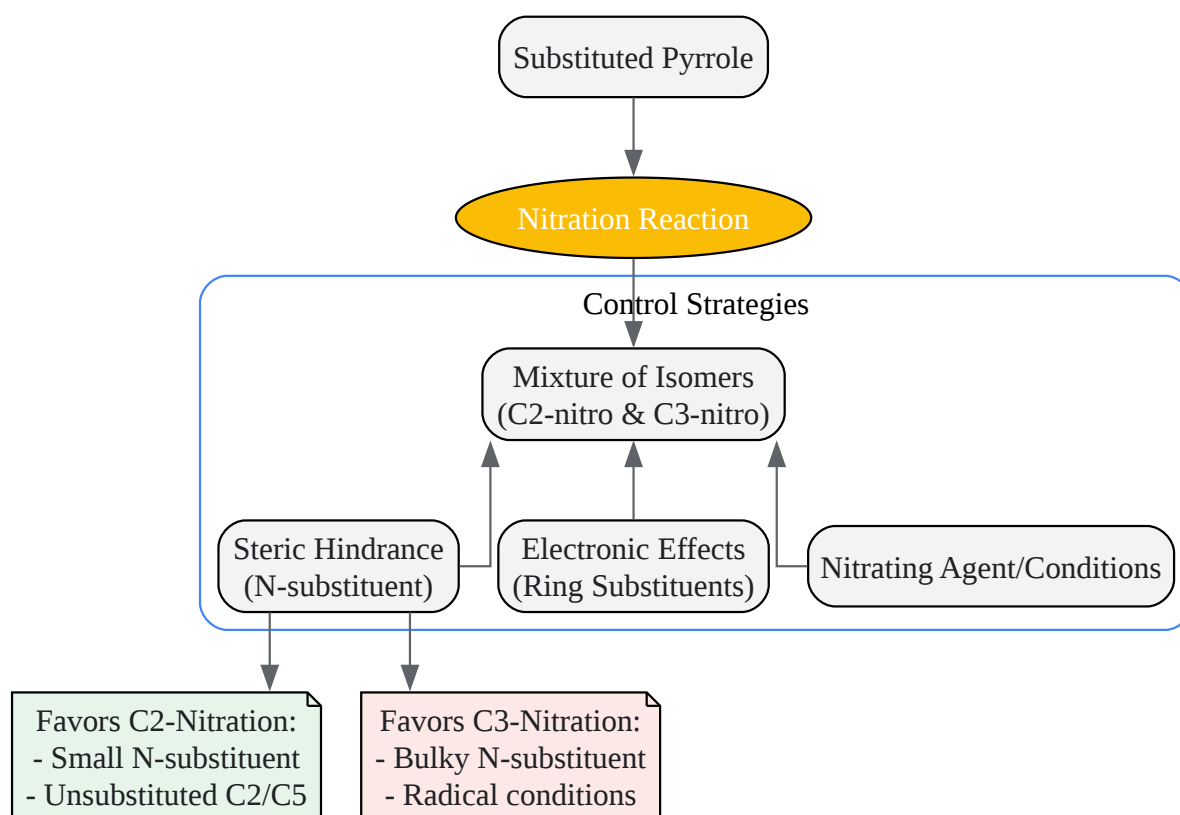 Substituted Pyrrole
Nitration Reaction
Control Strategies
Mixture of Isomers
(C2-nitro & C3-nitro)
Steric Hindrance
(N-substituent)
Electronic Effects
(Ring Substituents)
Nitrating Agent/Conditions
Favors C2-Nitration:
- Small N-substituent
- Unsubstituted C2/C5
Favors C3-Nitration:
- Bulky N-substituent
- Radical conditions